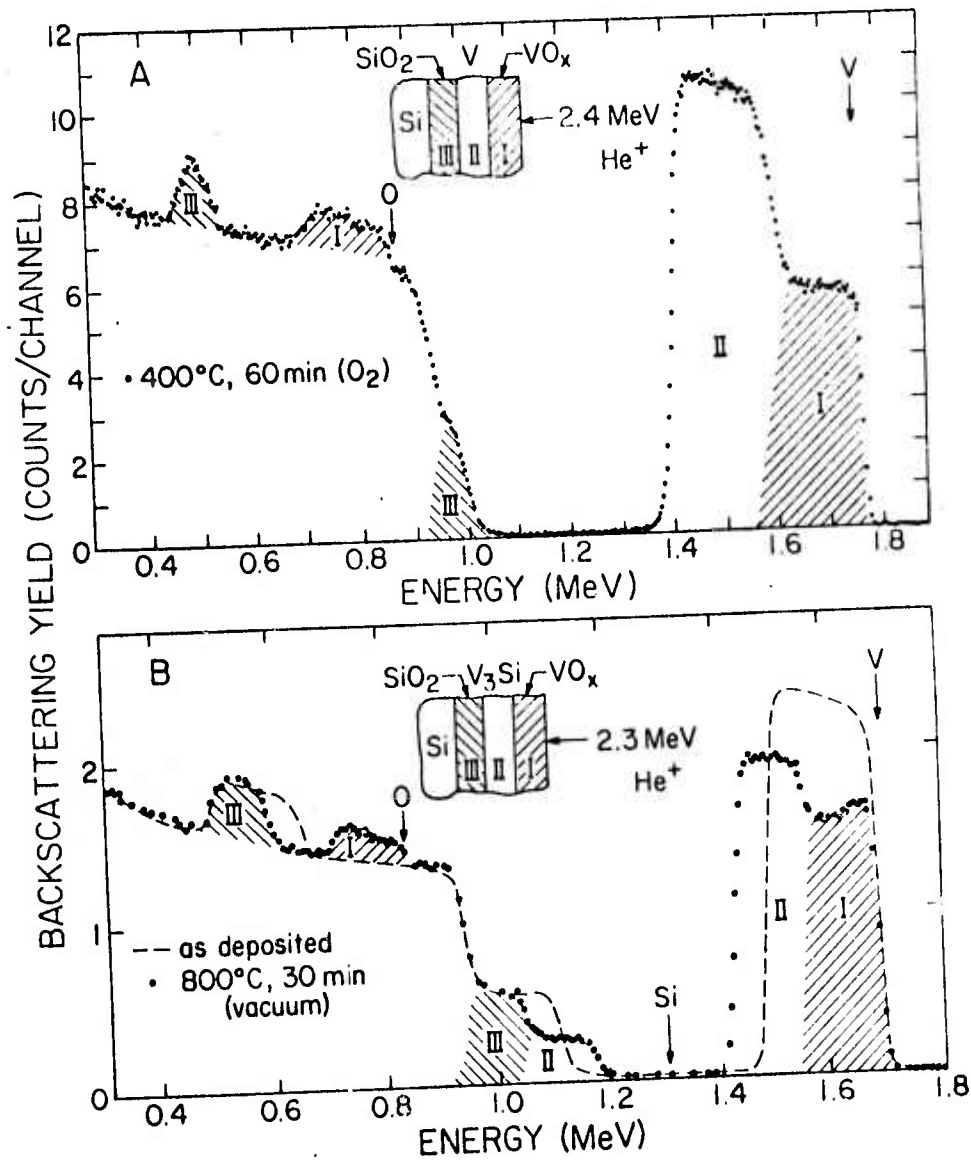 BACKSCATTERING YIELD (COUNTS/CHANNEL)
A
12
10
8
6
4
2
0
SiO₂ V VOₓ
Si III II I
2.4 MeV
He⁺
V
O
III
I
II
I
III
• 400°C, 60 min (O₂)
0.4 0.6 0.8 1.0 1.2 1.4 1.6 1.8
ENERGY (MeV)
B
2
1
0
SiO₂ V₃Si VOₓ
Si III II I
2.3 MeV
He⁺
V
O
III
I
II
I
Si
III
II
--- as deposited
• 800°C, 30 min
(vacuum)
0.4 0.6 0.8 1.0 1.2 1.4 1.6 1.8
ENERGY (MeV)